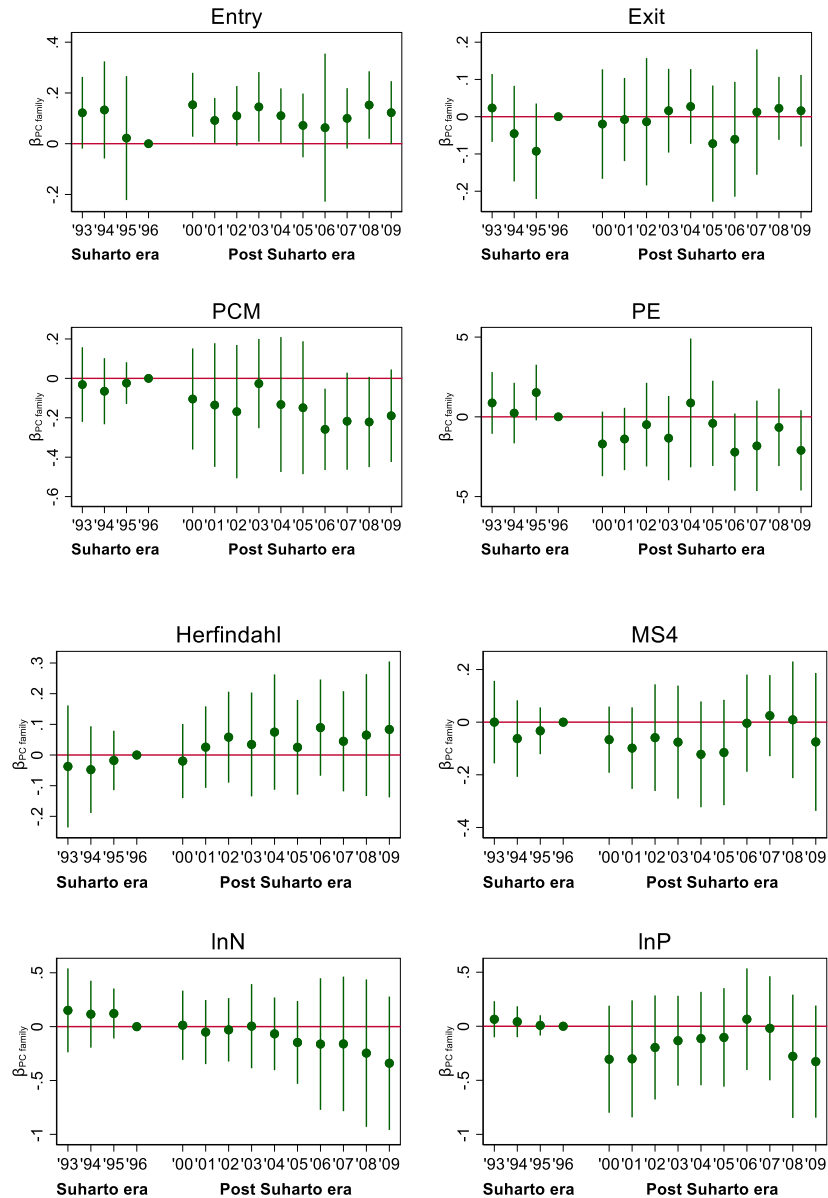 Entry
βPC family
.4
.2
0
-.2
'93 '94 '95 '96 '00 '01 '02 '03 '04 '05 '06 '07 '08 '09
Suharto era Post Suharto era
Exit
βPC family
.2
.1
0
-.1
-.2
'93 '94 '95 '96 '00 '01 '02 '03 '04 '05 '06 '07 '08 '09
Suharto era Post Suharto era
PCM
βPC family
.2
0
-.2
-.4
-.6
'93 '94 '95 '96 '00 '01 '02 '03 '04 '05 '06 '07 '08 '09
Suharto era Post Suharto era
PE
βPC family
5
0
-5
'93 '94 '95 '96 '00 '01 '02 '03 '04 '05 '06 '07 '08 '09
Suharto era Post Suharto era
Herfindahl
βPC family
.3
.2
.1
0
-.1
-.2
'93 '94 '95 '96 '00 '01 '02 '03 '04 '05 '06 '07 '08 '09
Suharto era Post Suharto era
MS4
βPC family
.2
0
-.2
-.4
'93 '94 '95 '96 '00 '01 '02 '03 '04 '05 '06 '07 '08 '09
Suharto era Post Suharto era
lnN
βPC family
.5
0
-.5
-1
'93 '94 '95 '96 '00 '01 '02 '03 '04 '05 '06 '07 '08 '09
Suharto era Post Suharto era
lnP
βPC family
.5
0
-.5
-1
'93 '94 '95 '96 '00 '01 '02 '03 '04 '05 '06 '07 '08 '09
Suharto era Post Suharto era